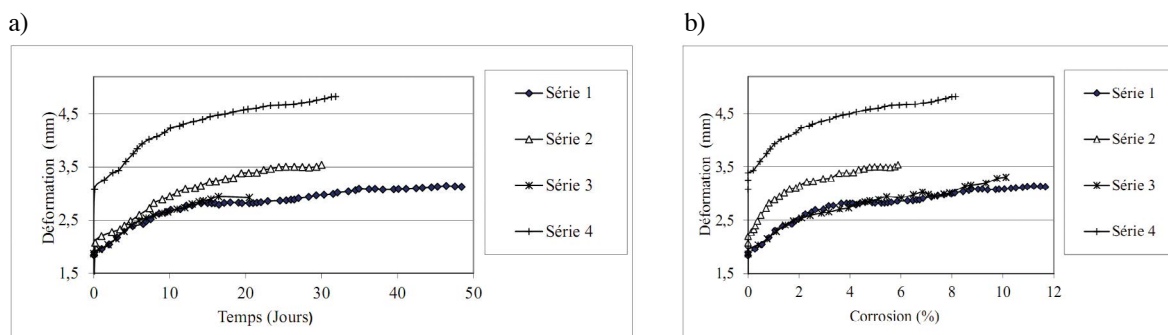 a)
Déformation (mm)
4,5
3,5
2,5
1,5
0 10 20 30 40 50
Temps (Jours)
Série 1
Série 2
Série 3
Série 4
b)
Déformation (mm)
4,5
3,5
2,5
1,5
0 2 4 6 8 10 12
Corrosion (%)
Série 1
Série 2
Série 3
Série 4